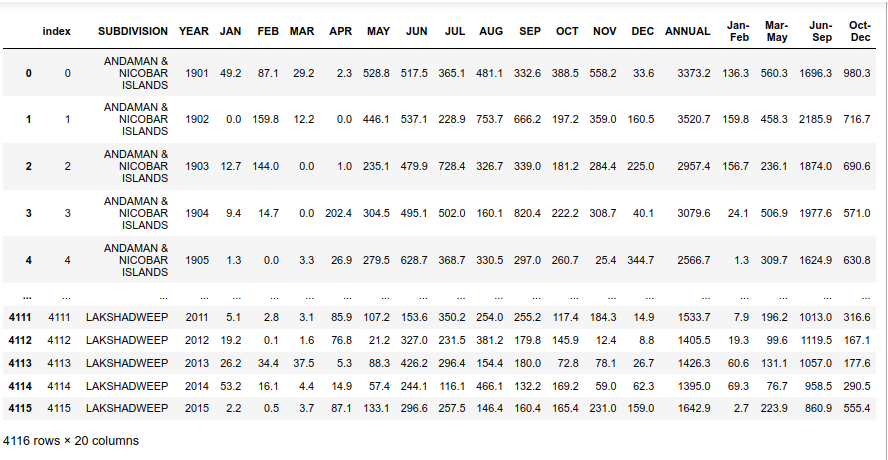 index SUBDIVISION YEAR JAN FEB MAR APR MAY JUN JUL AUG SEP OCT NOV DEC ANNUAL Jan-Feb Mar-May Jun-Sep Oct-Dec
0 0 ANDAMAN & NICOBAR ISLANDS 1901 49.2 87.1 29.2 2.3 528.8 517.5 365.1 481.1 332.6 388.5 558.2 33.6 3373.2 136.3 560.3 1696.3 980.3
1 1 ANDAMAN & NICOBAR ISLANDS 1902 0.0 159.8 12.2 0.0 446.1 537.1 228.9 753.7 666.2 197.2 359.0 160.5 3520.7 159.8 458.3 2185.9 716.7
2 2 ANDAMAN & NICOBAR ISLANDS 1903 12.7 144.0 0.0 1.0 235.1 479.9 728.4 326.7 339.0 181.2 284.4 225.0 2957.4 156.7 236.1 1874.0 690.6
3 3 ANDAMAN & NICOBAR ISLANDS 1904 9.4 14.7 0.0 202.4 304.5 495.1 502.0 160.1 820.4 222.2 308.7 40.1 3079.6 24.1 506.9 1977.6 571.0
4 4 ANDAMAN & NICOBAR ISLANDS 1905 1.3 0.0 3.3 26.9 279.5 628.7 368.7 330.5 297.0 260.7 25.4 344.7 2566.7 1.3 309.7 1624.9 630.8
... ... ... ... ... ... ... ... ... ... ... ... ... ... ... ... ... ... ... ... ...
4111 4111 LAKSHADWEEP 2011 5.1 2.8 3.1 85.9 107.2 153.6 350.2 254.0 255.2 117.4 184.3 14.9 1533.7 7.9 196.2 1013.0 316.6
4112 4112 LAKSHADWEEP 2012 19.2 0.1 1.6 76.8 21.2 327.0 231.5 381.2 179.8 145.9 12.4 8.8 1405.5 19.3 99.6 1119.5 167.1
4113 4113 LAKSHADWEEP 2013 26.2 34.4 37.5 5.3 88.3 426.2 296.4 154.4 180.0 72.8 78.1 26.7 1426.3 60.6 131.1 1057.0 177.6
4114 4114 LAKSHADWEEP 2014 53.2 16.1 4.4 14.9 57.4 244.1 116.1 466.1 132.2 169.2 59.0 62.3 1395.0 69.3 76.7 958.5 290.5
4115 4115 LAKSHADWEEP 2015 2.2 0.5 3.7 87.1 133.1 296.6 257.5 146.4 160.4 165.4 231.0 159.0 1642.9 2.7 223.9 860.9 555.4
4116 rows × 20 columns